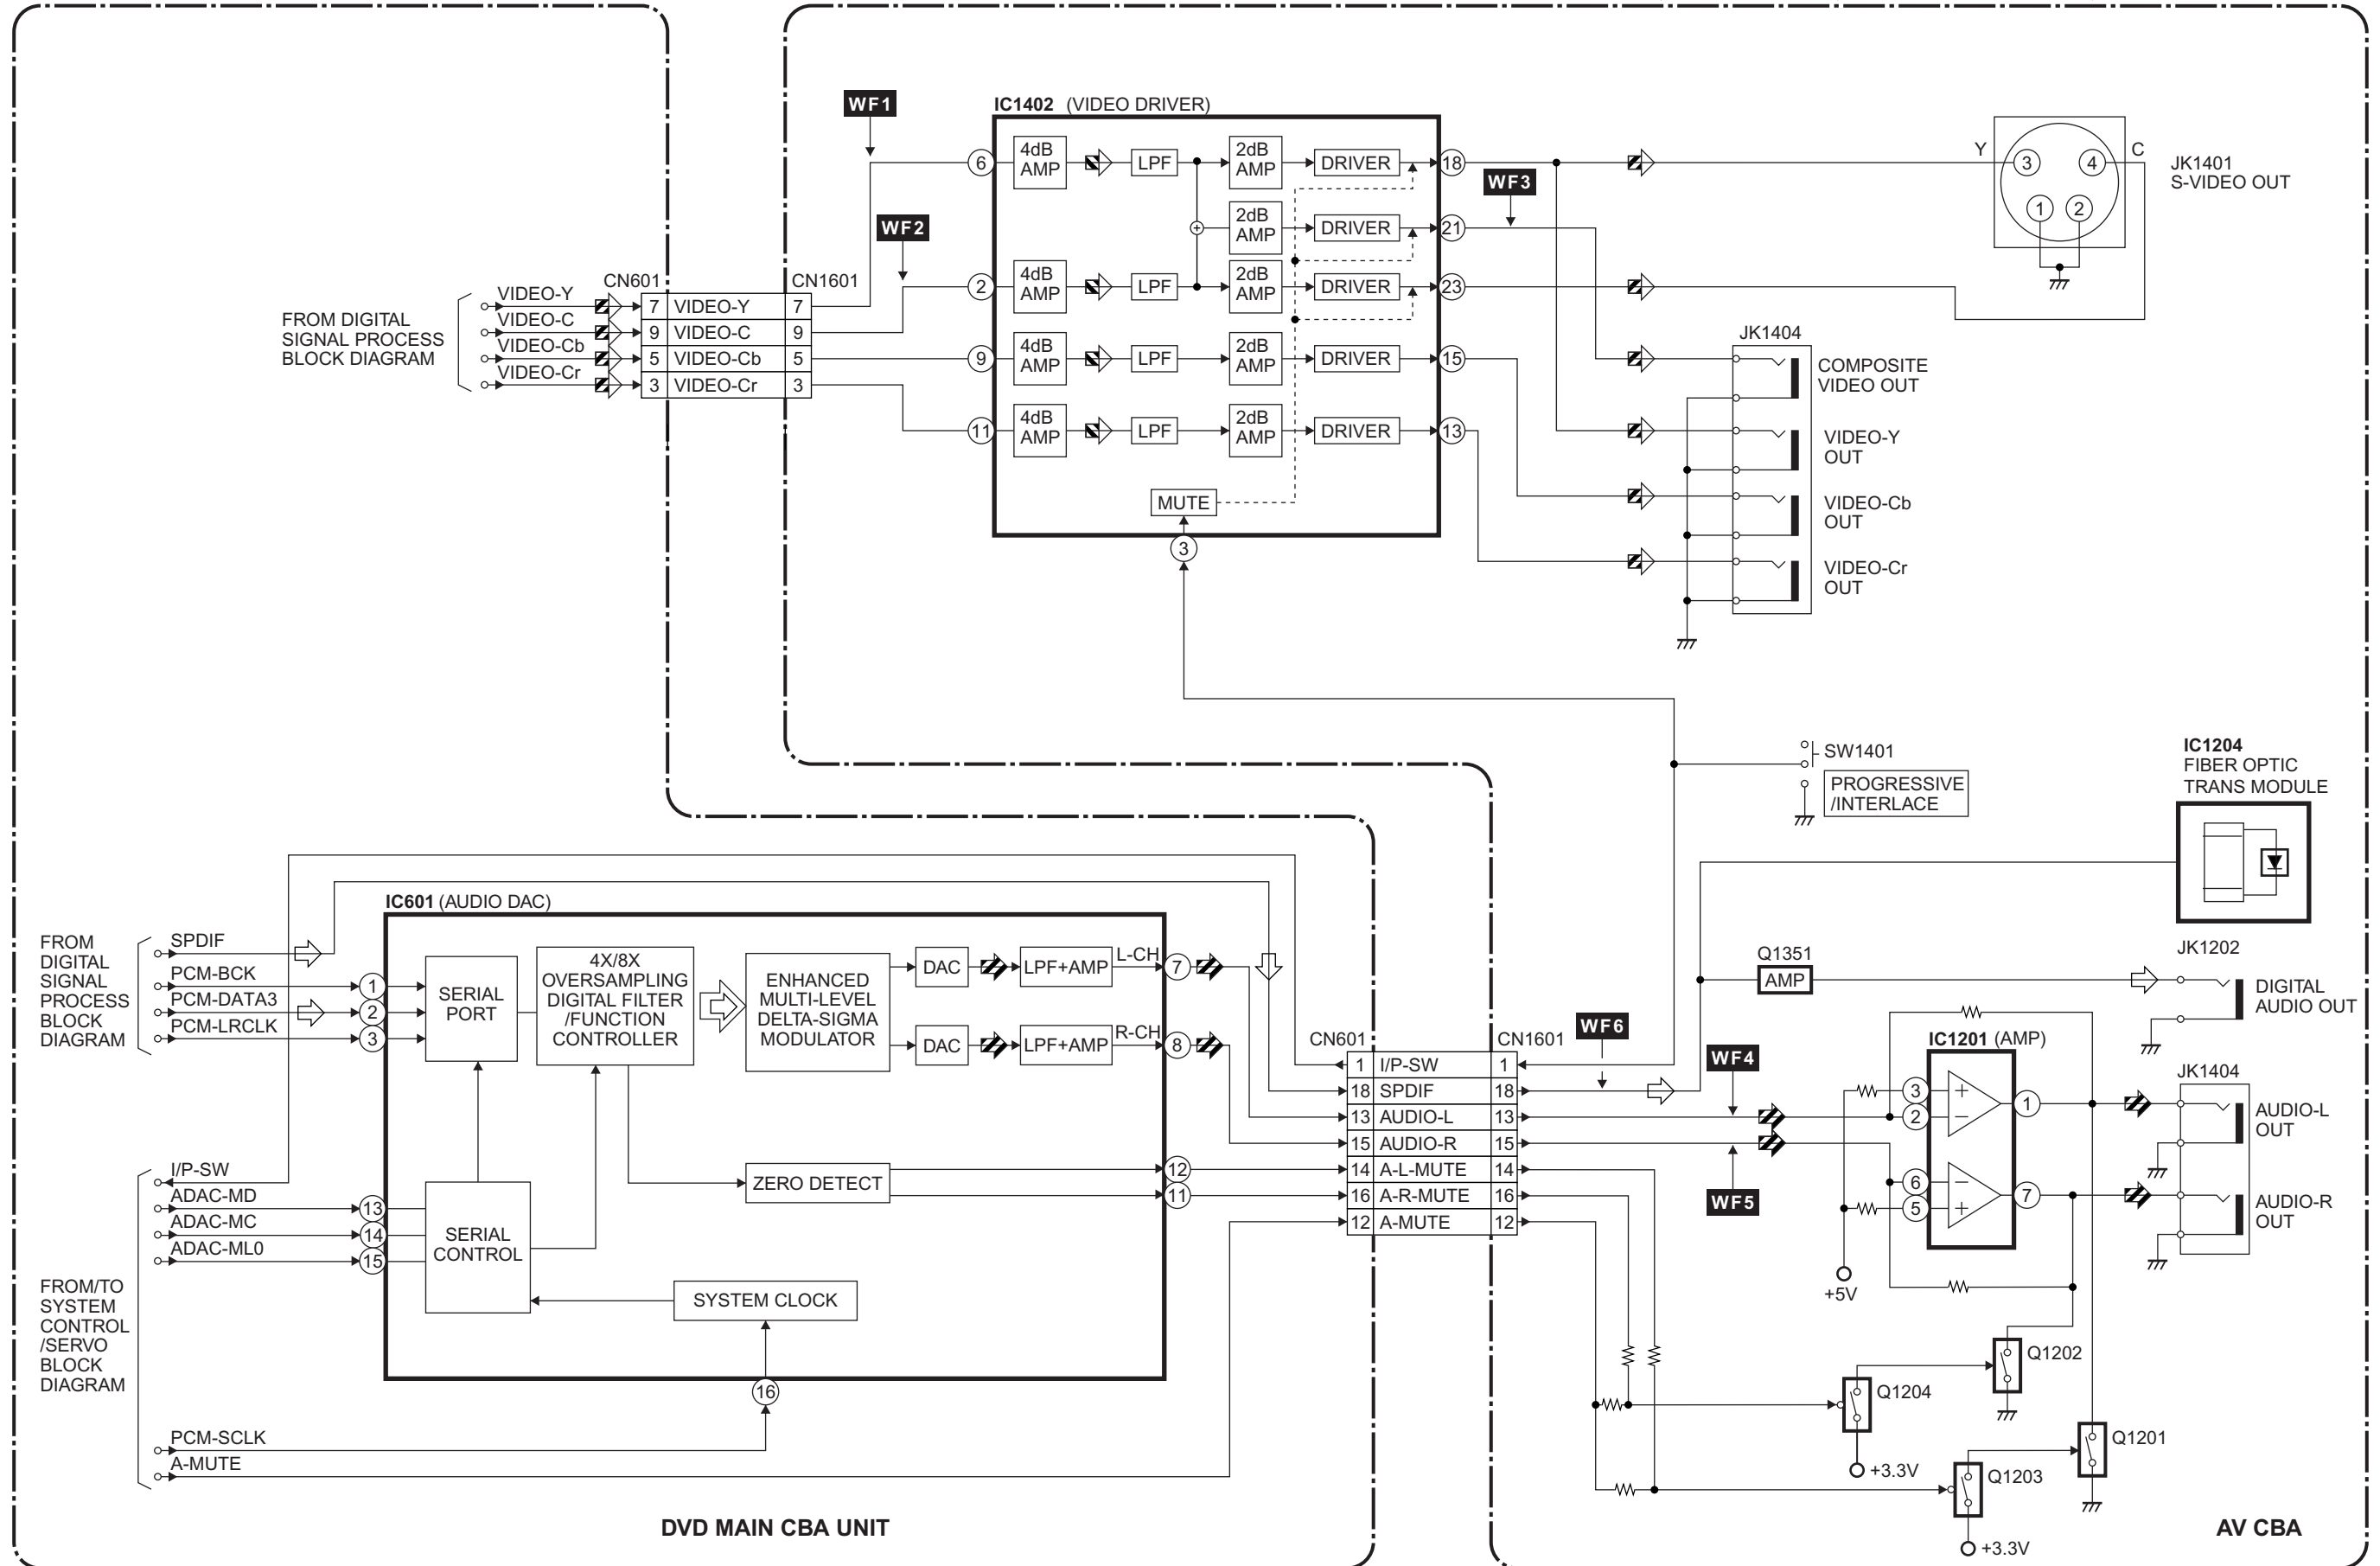 WF1
IC1402 (VIDEO DRIVER)
6
4dB
AMP
LPF
2dB
AMP
DRIVER
18
WF3
Y
3
4
C
1
2
JK1401
S-VIDEO OUT
WF2
2dB
AMP
DRIVER
21
2
4dB
AMP
LPF
2dB
AMP
DRIVER
23
9
4dB
AMP
LPF
2dB
AMP
DRIVER
15
11
4dB
AMP
LPF
2dB
AMP
DRIVER
13
MUTE
3
FROM DIGITAL
SIGNAL PROCESS
BLOCK DIAGRAM
VIDEO-Y
VIDEO-C
VIDEO-Cb
VIDEO-Cr
CN601
CN1601
7 VIDEO-Y 7
9 VIDEO-C 9
5 VIDEO-Cb 5
3 VIDEO-Cr 3
JK1404
COMPOSITE
VIDEO OUT
VIDEO-Y
OUT
VIDEO-Cb
OUT
VIDEO-Cr
OUT
SW1401
PROGRESSIVE
/INTERLACE
IC1204
FIBER OPTIC
TRANS MODULE
IC601 (AUDIO DAC)
FROM
DIGITAL
SIGNAL
PROCESS
BLOCK
DIAGRAM
SPDIF
PCM-BCK
PCM-DATA3
PCM-LRCLK
1
2
3
SERIAL
PORT
4X/8X
OVERSAMPLING
DIGITAL FILTER
/FUNCTION
CONTROLLER
ENHANCED
MULTI-LEVEL
DELTA-SIGMA
MODULATOR
DAC
LPF+AMP
L-CH
7
DAC
LPF+AMP
R-CH
8
ZERO DETECT
12
11
FROM/TO
SYSTEM
CONTROL
/SERVO
BLOCK
DIAGRAM
I/P-SW
ADAC-MD
ADAC-MC
ADAC-ML0
13
14
15
SERIAL
CONTROL
SYSTEM CLOCK
16
PCM-SCLK
A-MUTE
CN601
CN1601
1 I/P-SW 1
18 SPDIF 18
13 AUDIO-L 13
15 AUDIO-R 15
14 A-L-MUTE 14
16 A-R-MUTE 16
12 A-MUTE 12
WF6
WF4
WF5
Q1351
AMP
JK1202
DIGITAL
AUDIO OUT
IC1201 (AMP)
3
+
2
−
1
6
−
5
+
7
+5V
JK1404
AUDIO-L
OUT
AUDIO-R
OUT
Q1202
Q1204
+3.3V
Q1201
Q1203
+3.3V
DVD MAIN CBA UNIT
AV CBA